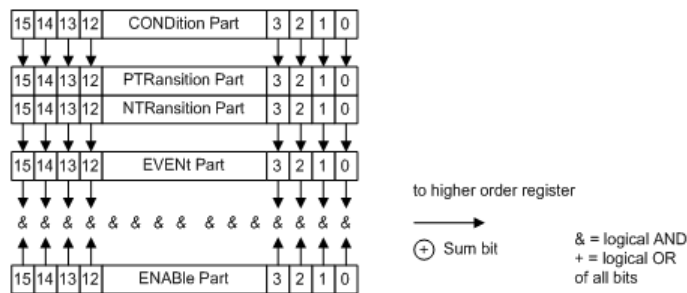 15 14 13 12 CONDition Part 3 2 1 0
15 14 13 12 PTRansition Part 3 2 1 0
15 14 13 12 NTRansition Part 3 2 1 0
15 14 13 12 EVENt Part 3 2 1 0
to higher order register
& & & & & & & & & & & & & & &
+ Sum bit
& = logical AND
+ = logical OR
of all bits
15 14 13 12 ENABle Part 3 2 1 0